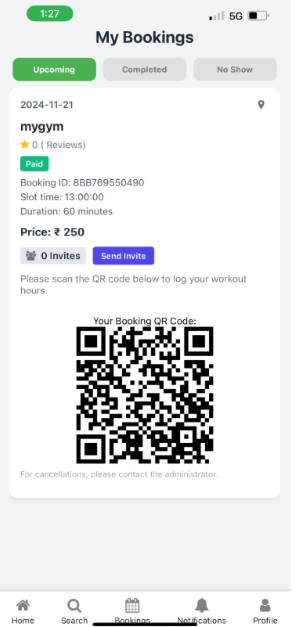 1:27
5G
My Bookings
Upcoming
Completed
No Show
2024-11-21
mygym
0 ( Reviews)
Paid
Booking ID: 8BB769550490
Slot time: 13:00:00
Duration: 60 minutes
Price: ₹ 250
0 Invites
Send Invite
Please scan the QR code below to log your workout
hours.
Your Booking QR Code:
For cancellations, please contact the administrator.
Home
Search
Bookings
Notifications
Profile